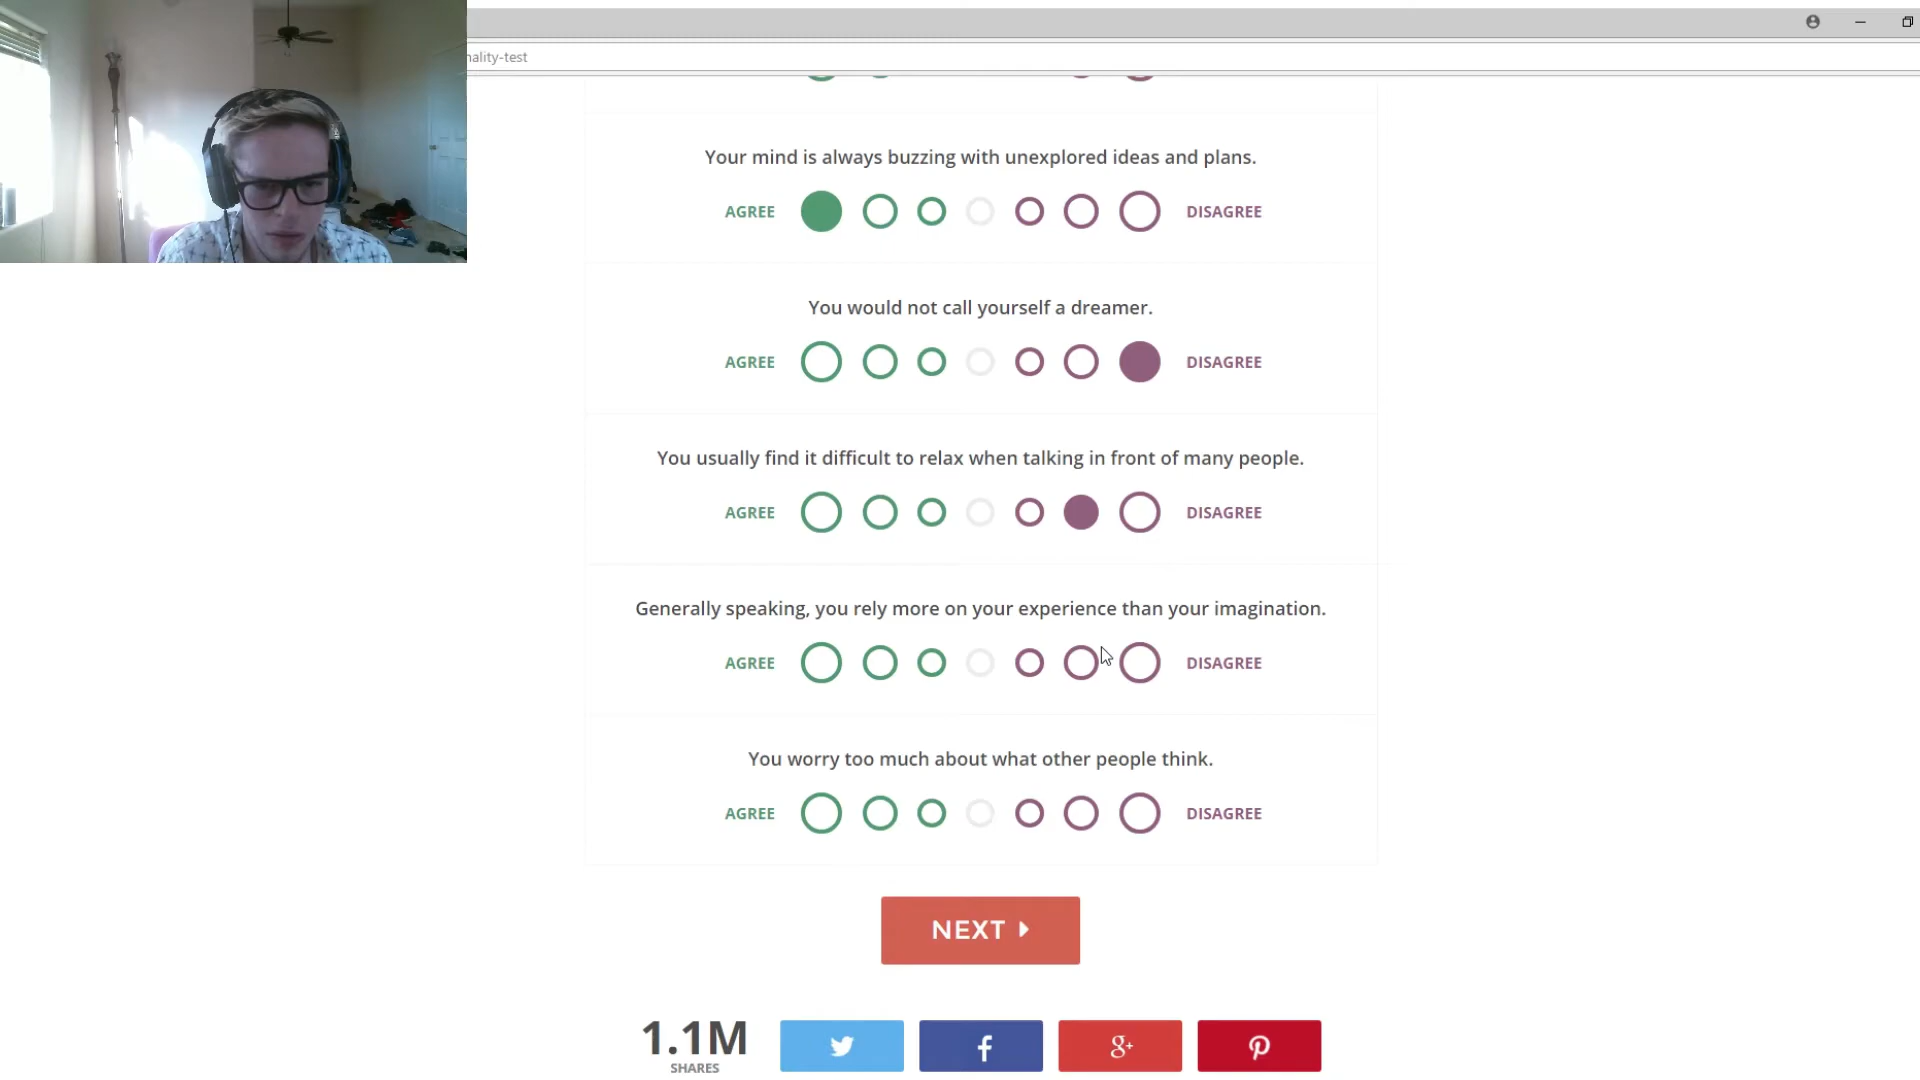 nality-test
Your mind is always buzzing with unexplored ideas and plans.
AGREE DISAGREE
You would not call yourself a dreamer.
AGREE DISAGREE
You usually find it difficult to relax when talking in front of many people.
AGREE DISAGREE
Generally speaking, you rely more on your experience than your imagination.
AGREE DISAGREE
You worry too much about what other people think.
AGREE DISAGREE
NEXT
1.1M
SHARES
g+